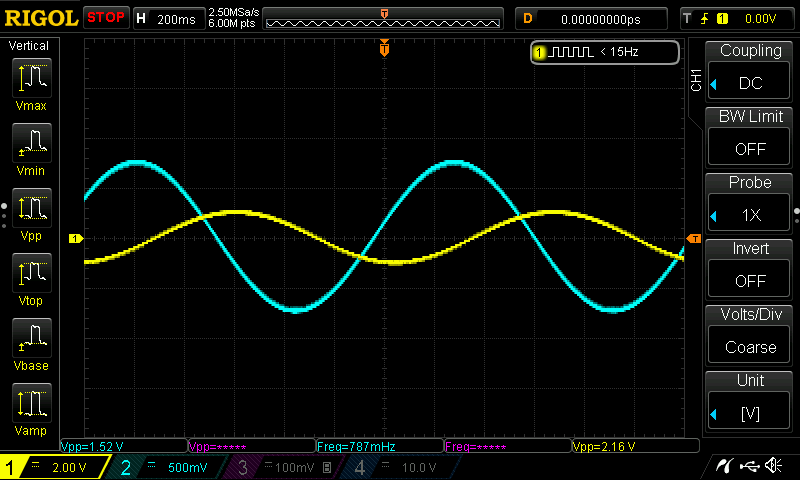 RIGOL STOP H 200ms 2.50MSa/s 6.00M pts D 0.00000000ps T 1 0.00V
T
Vertical
1 < 15Hz
CH1
Coupling
DC
Vmax
BW Limit
OFF
Vmin
Probe
1X
Vpp
1
T
Invert
OFF
Vtop
Volts/Div
Coarse
Vbase
Unit
[V]
Vamp
Vpp=1.52 V Vpp=***** Freq=787mHz Freq=***** Vpp=2.16 V
1 2.00 V 2 500mV 3 100mV B 4 10.0 V